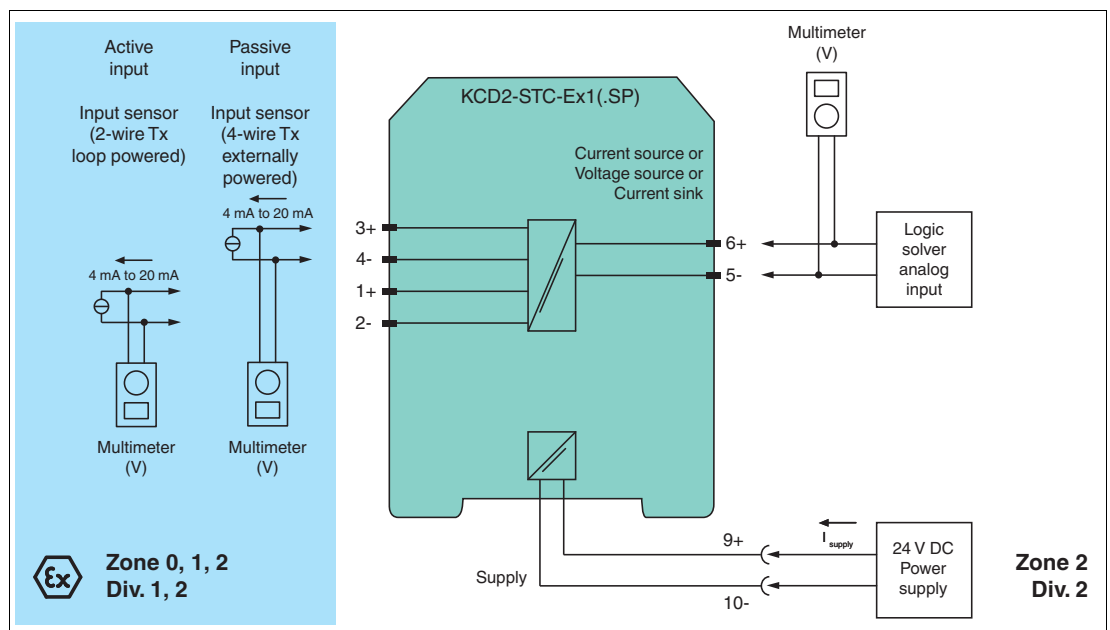 Active
input
Input sensor
(2-wire Tx
loop powered)
4 mA to 20 mA
Multimeter
(V)
Passive
input
Input sensor
(4-wire Tx
externally
powered)
4 mA to 20 mA
Multimeter
(V)
Ex
Zone 0, 1, 2
Div. 1, 2
KCD2-STC-Ex1(.SP)
Current source or
Voltage source or
Current sink
3+
4-
1+
2-
6+
5-
Multimeter
(V)
Logic
solver
analog
input
Supply
9+
10-
I supply
24 V DC
Power
supply
Zone 2
Div. 2